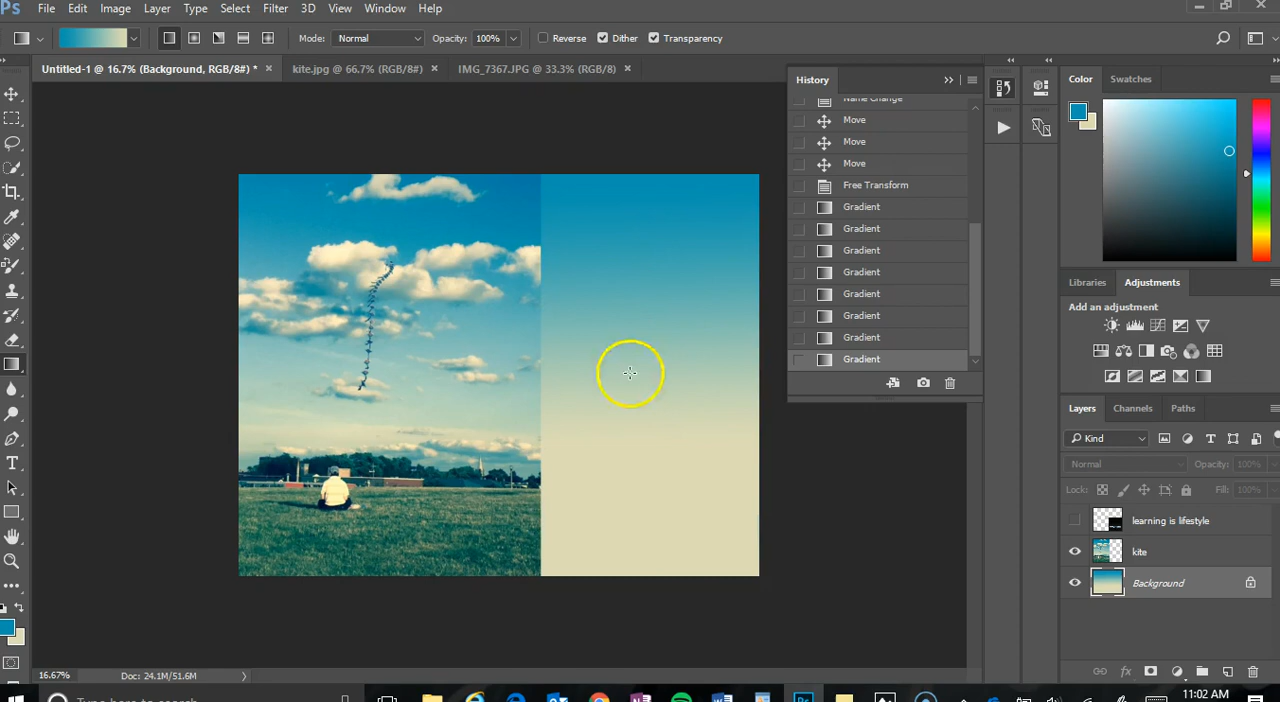 Ps File Edit Image Layer Type Select Filter 3D View Window Help
Mode: Normal Opacity: 100% Reverse Dither Transparency
Untitled-1 @ 16.7% (Background, RGB/8#) * × kite.jpg @ 66.7% (RGB/8#) × IMG_7367.JPG @ 33.3% (RGB/8) ×
History
Name Change
Move
Move
Move
Free Transform
Gradient
Gradient
Gradient
Gradient
Gradient
Gradient
Gradient
Gradient
Color Swatches
Libraries Adjustments
Add an adjustment
Layers Channels Paths
Kind
Normal Opacity: 100%
Lock: Fill: 100%
learning is lifestyle
kite
Background
16.67% Doc: 24.1M/51.6M
Type here to search
11:02 AM